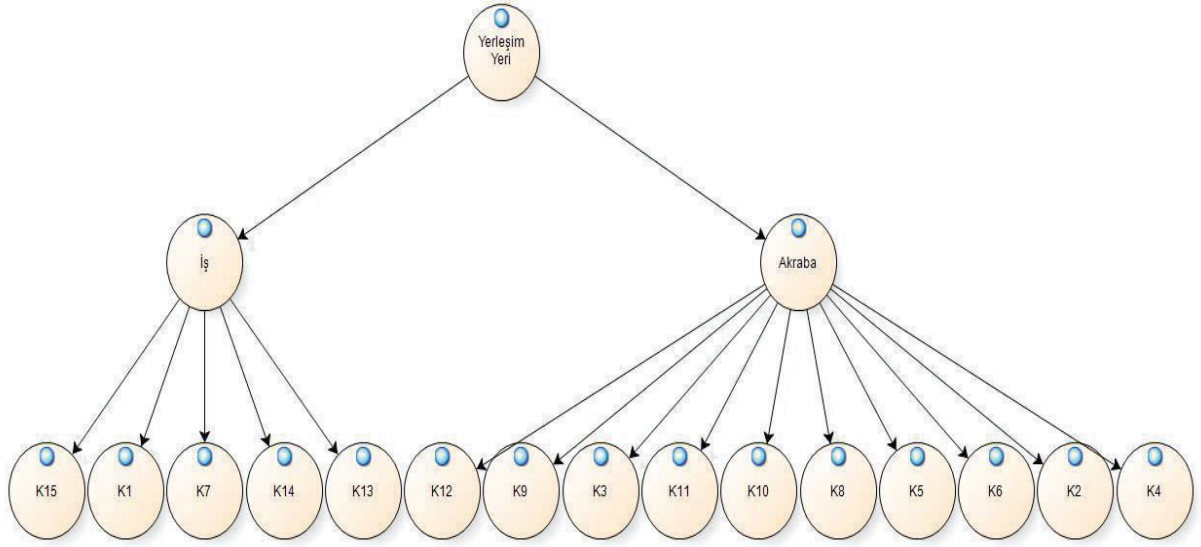 Yerleşim
Yeri
İş
Akraba
K15
K1
K7
K14
K13
K12
K9
K3
K11
K10
K8
K5
K6
K2
K4